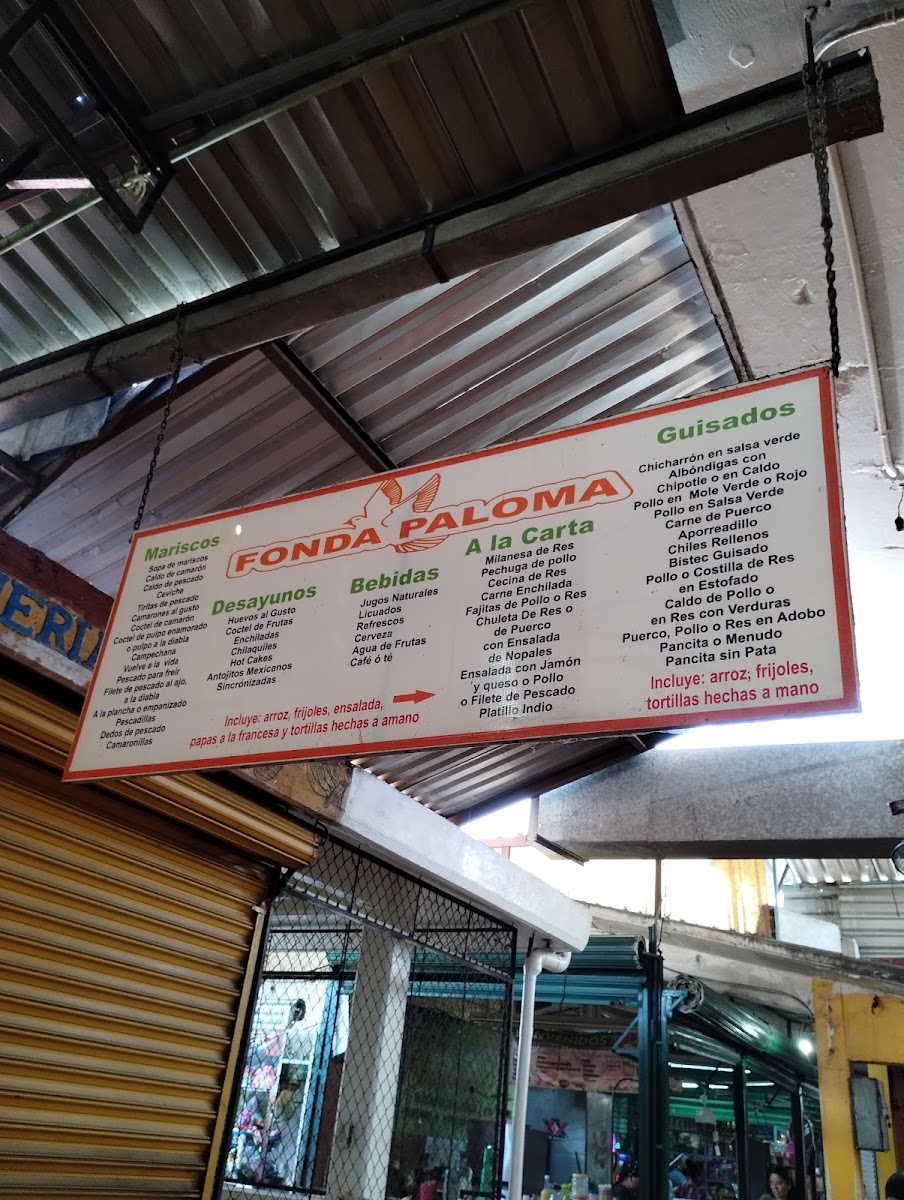 FONDA PALOMA
Mariscos
Sopa de mariscos
Caldo de camarón
Caldo de pescado
Ceviche
Tiritas de pescado
Camarones al gusto
Coctel de camarón
Coctel de pulpo enamorado
o pulpo a la diabla
Campechana
Vuelve a la vida
Pescado para freir
Filete de pescado al ajo,
a la diabla
A la plancha o empanizado
Pescadillas
Dedos de pescado
Camaronillas
Desayunos
Huevos al Gusto
Coctel de Frutas
Enchiladas
Chilaquiles
Hot Cakes
Antojitos Mexicanos
Sincronizadas
Bebidas
Jugos Naturales
Licuados
Refrescos
Cerveza
Agua de Frutas
Café ó té
Incluye: arroz, frijoles, ensalada,
papas a la francesa y tortillas hechas a amano
A la Carta
Milanesa de Res
Pechuga de pollo
Cecina de Res
Carne Enchilada
Fajitas de Pollo o Res
Chuleta De Res o
de Puerco
con Ensalada
de Nopales
Ensalada con Jamón
y queso o Pollo
o Filete de Pescado
Platillo Indio
Guisados
Chicharrón en salsa verde
Albóndigas con
Chipotle o en Caldo
Pollo en Mole Verde o Rojo
Pollo en Salsa Verde
Carne de Puerco
Aporreadillo
Chiles Rellenos
Bistec Guisado
Pollo o Costilla de Res
en Estofado
Caldo de Pollo o
en Res con Verduras
Puerco, Pollo o Res en Adobo
Pancita o Menudo
Pancita sin Pata
Incluye: arroz; frijoles,
tortillas hechas a mano